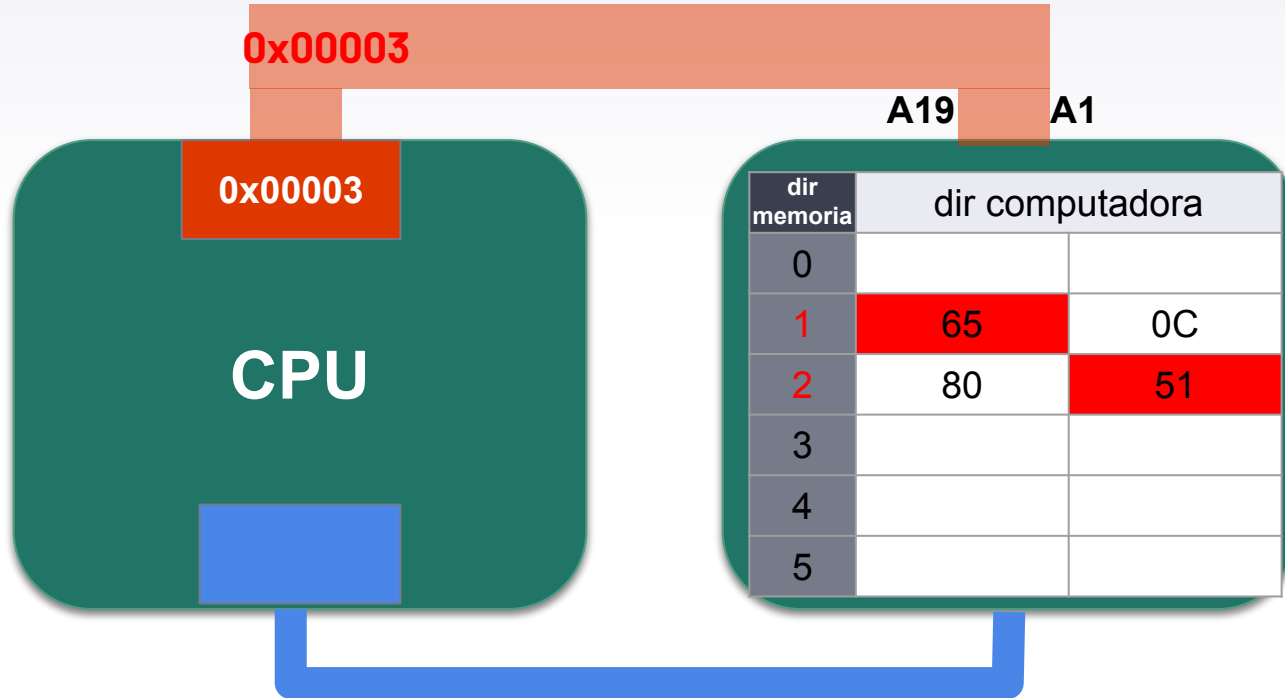 0x00003
A19 A1
0x00003
CPU
dir
memoria
dir computadora
0
1 65 0C
2 80 51
3
4
5